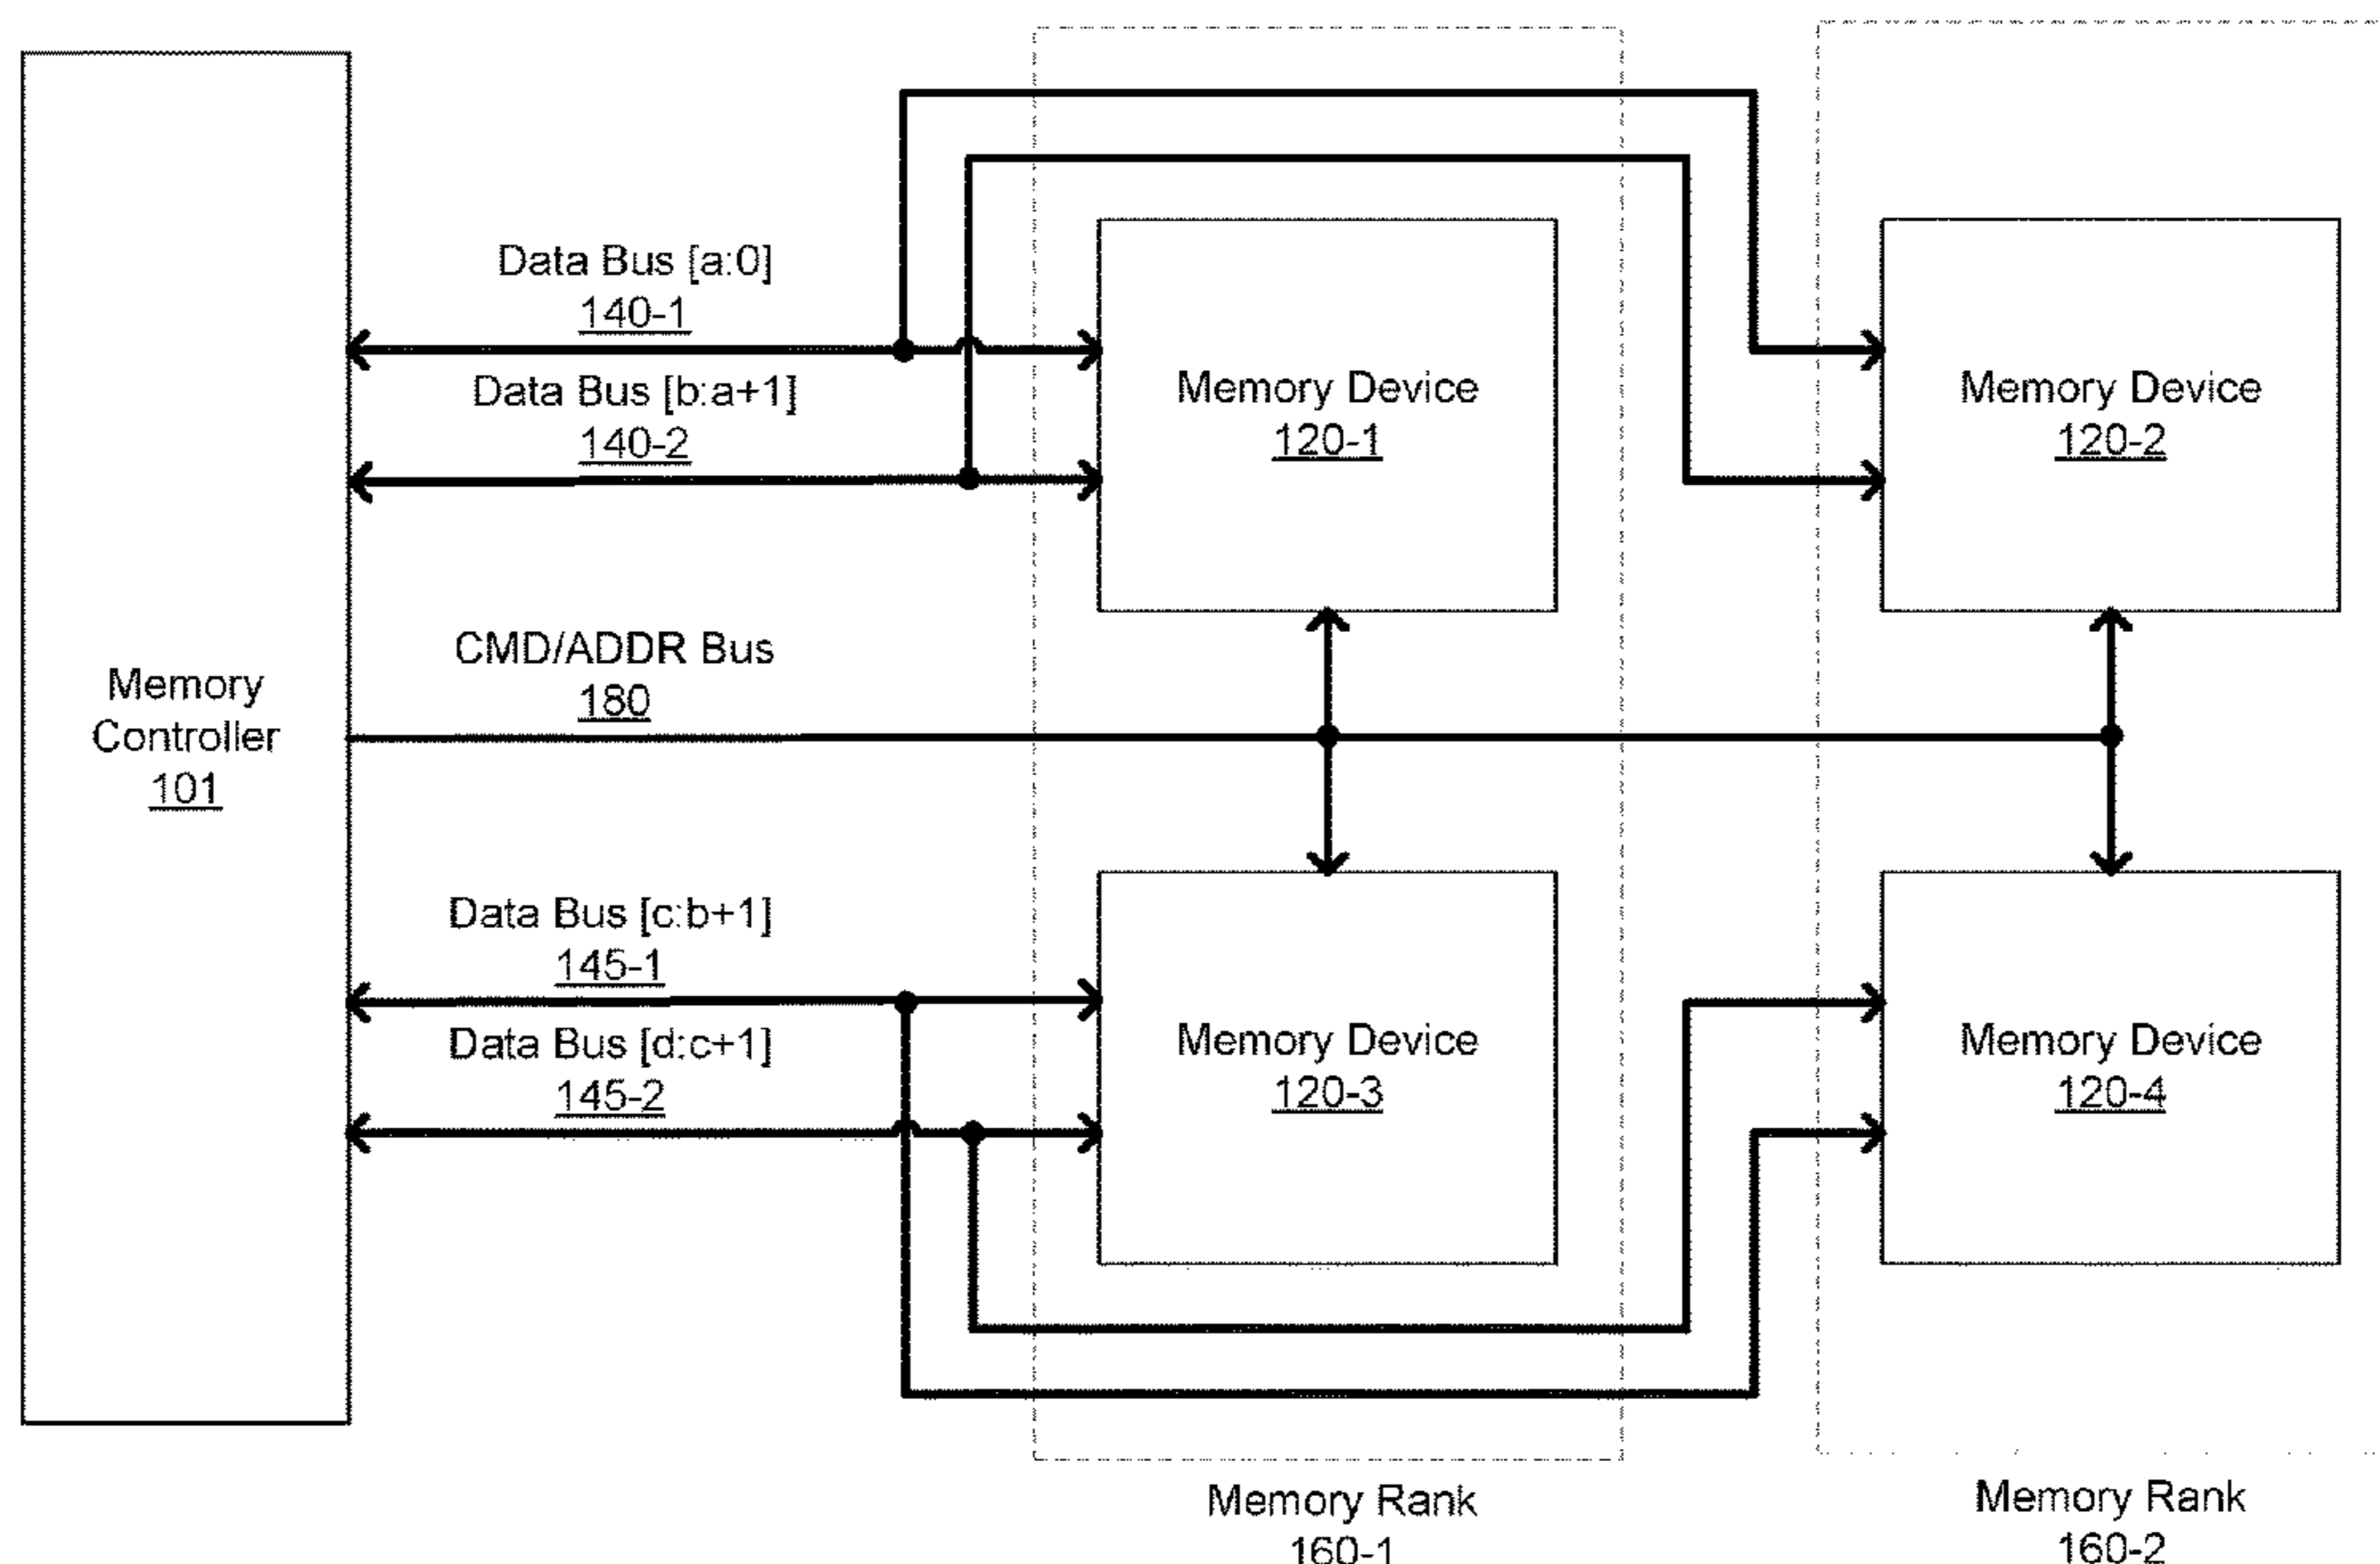 Data Bus [a:0]
140-1
Data Bus [b:a+1]
140-2
Memory Device
120-1
Memory Device
120-2
CMD/ADDR Bus
180
Memory
Controller
101
Data Bus [c:b+1]
145-1
Data Bus [d:c+1]
145-2
Memory Device
120-3
Memory Device
120-4
Memory Rank
160-1
Memory Rank
160-2